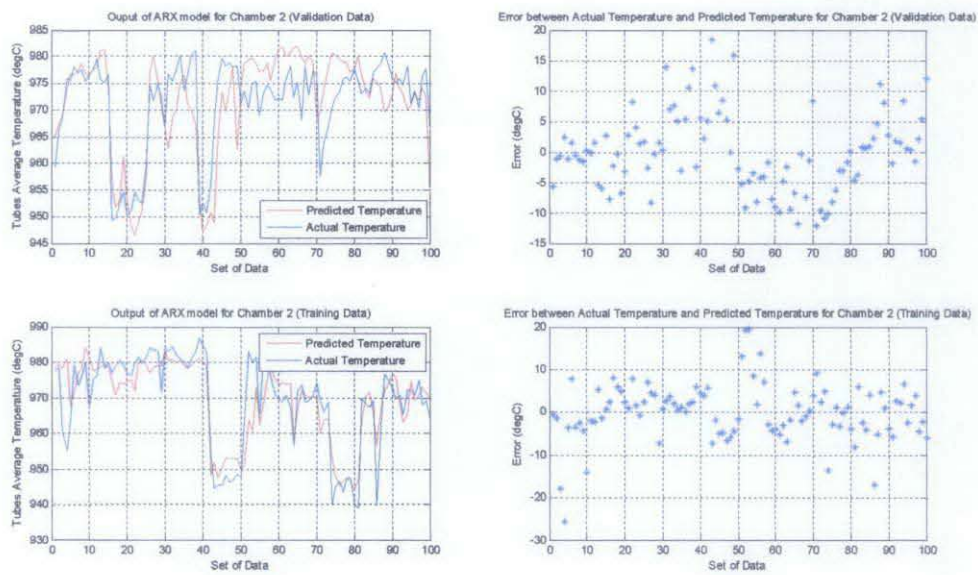 Ouput of ARX model for Chamber 2 (Validation Data)
985
980
975
970
965
960
955
950
945
Tubes Average Temperature (degC)
Predicted Temperature
Actual Temperature
0 10 20 30 40 50 60 70 80 90 100
Set of Data
Error between Actual Temperature and Predicted Temperature for Chamber 2 (Validation Data)
20
15
10
5
0
-5
-10
-15
Error (degC)
0 10 20 30 40 50 60 70 80 90 100
Set of Data
Output of ARX model for Chamber 2 (Training Data)
990
980
970
960
950
940
930
Tubes Average Temperature (degC)
Predicted Temperature
Actual Temperature
0 10 20 30 40 50 60 70 80 90 100
Set of Data
Error between Actual Temperature and Predicted Temperature for Chamber 2 (Training Data)
20
10
0
-10
-20
-30
Error (degC)
0 10 20 30 40 50 60 70 80 90 100
Set of Data